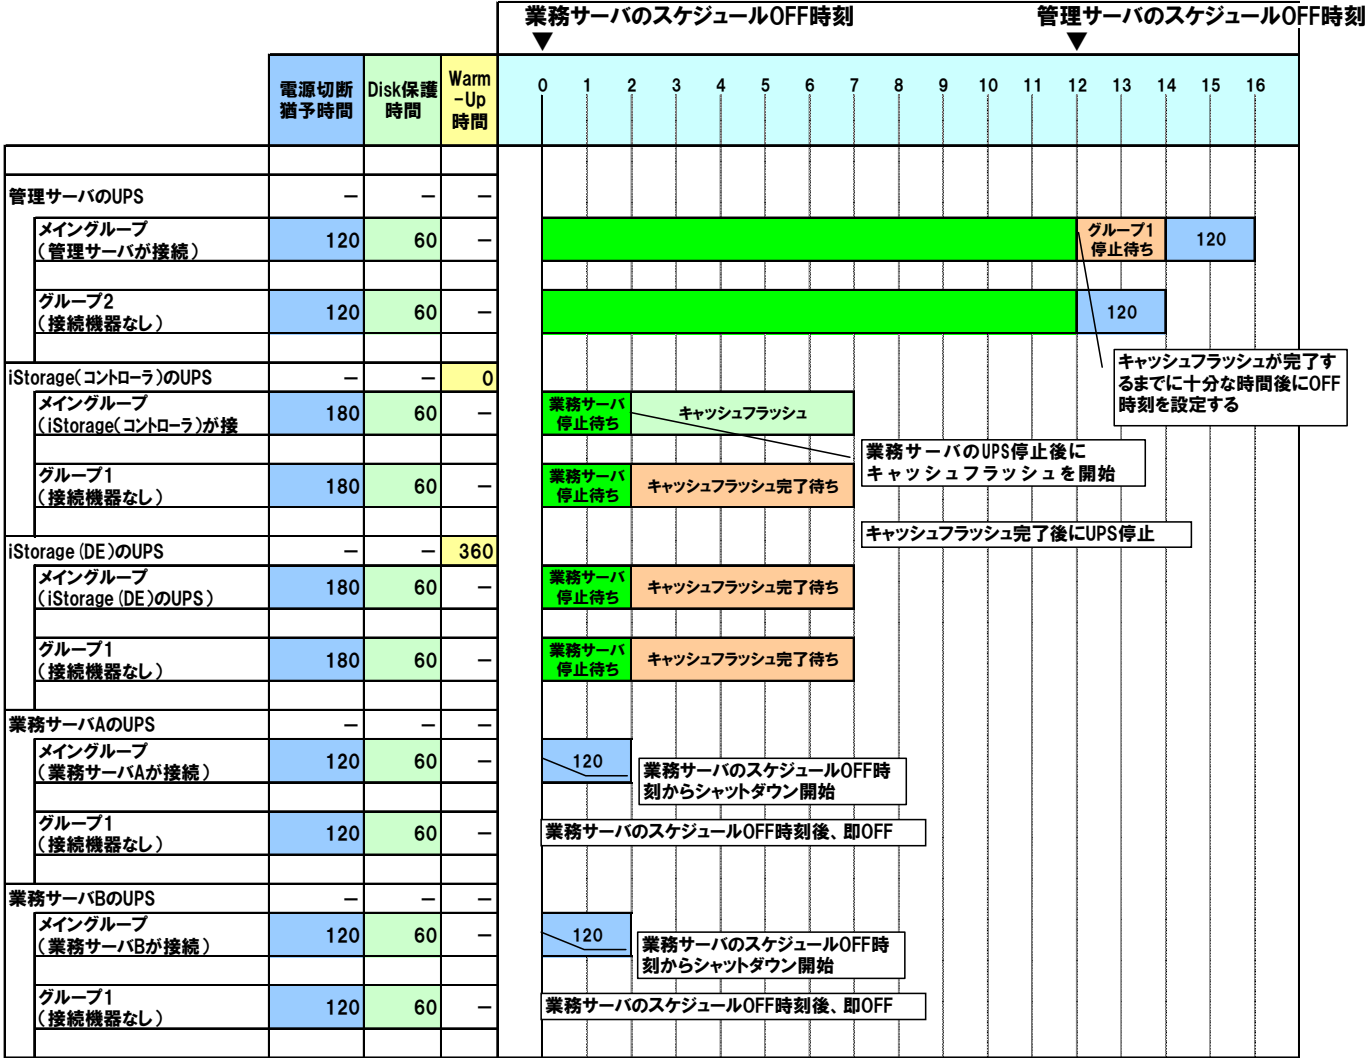 業務サーバのスケジュールOFF時刻 管理サーバのスケジュールOFF時刻
▼ ▼
電源切断 Disk保護 Warm
猶予時間 時間 -Up
時間
0 1 2 3 4 5 6 7 8 9 10 11 12 13 14 15 16
管理サーバのUPS － － －
メイングループ
（管理サーバが接続）
120 60 －
グループ1
停止待ち
120
グループ2
（接続機器なし）
120 60 －
120
キャッシュフラッシュが完了す
るまでに十分な時間後にOFF
時刻を設定する
iStorage(コントローラ)のUPS － － 0
メイングループ
（iStorage(コントローラ)が接
180 60 －
業務サーバ
停止待ち
キャッシュフラッシュ
業務サーバのUPS停止後に
キャッシュフラッシュを開始
グループ1
（接続機器なし）
180 60 －
業務サーバ
停止待ち
キャッシュフラッシュ完了待ち
キャッシュフラッシュ完了後にUPS停止
iStorage(DE)のUPS － － 360
メイングループ
（iStorage(DE)のUPS）
180 60 －
業務サーバ
停止待ち
キャッシュフラッシュ完了待ち
グループ1
（接続機器なし）
180 60 －
業務サーバ
停止待ち
キャッシュフラッシュ完了待ち
業務サーバAのUPS － － －
メイングループ
（業務サーバAが接続）
120 60 －
120
業務サーバのスケジュールOFF時
刻からシャットダウン開始
グループ1
（接続機器なし）
120 60 －
業務サーバのスケジュールOFF時刻後、即OFF
業務サーバBのUPS － － －
メイングループ
（業務サーバBが接続）
120 60 －
120
業務サーバのスケジュールOFF時
刻からシャットダウン開始
グループ1
（接続機器なし）
120 60 －
業務サーバのスケジュールOFF時刻後、即OFF